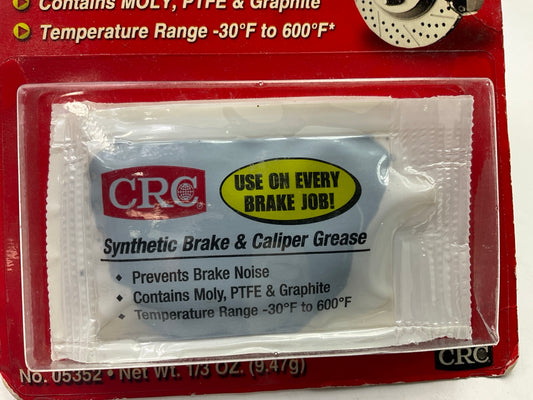 Contains MOLY, PTFE & Graphite
Temperature Range -30°F to 600°F*
CRC
USE ON EVERY
BRAKE JOB!
Synthetic Brake & Caliper Grease
• Prevents Brake Noise
• Contains Moly, PTFE & Graphite
• Temperature Range -30°F to 600°F
CRC
No. 05352 • Net Wt. 1/3 OZ. (9.47g)